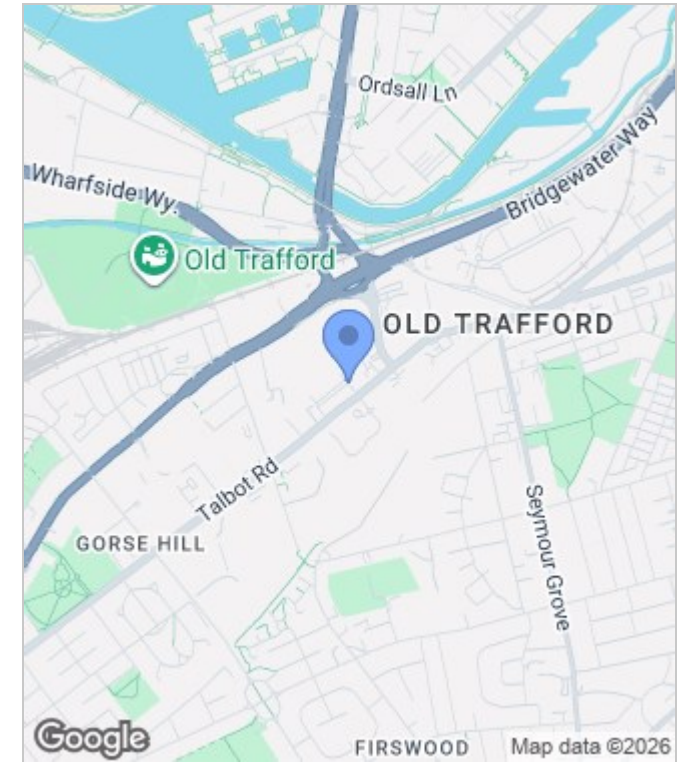 Ordsall Ln
Bridgewater Way
Wharfside Wy.
Old Trafford
OLD TRAFFORD
Talbot Rd
Seymour Grove
GORSE HILL
FIRSWOOD
Google
Map data ©2026